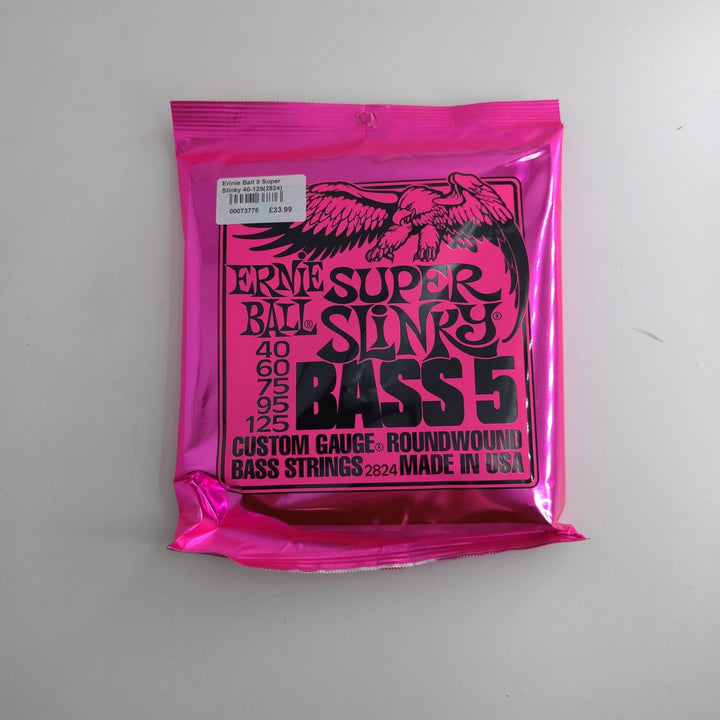 Ernie Ball 5 Super
Slinky 40-125(2824)
00073776 £33.99
ERNIE BALL®
SUPER SLINKY®
BASS 5
40
60
75
95
125
CUSTOM GAUGE® ROUNDWOUND
BASS STRINGS 2824 MADE IN USA